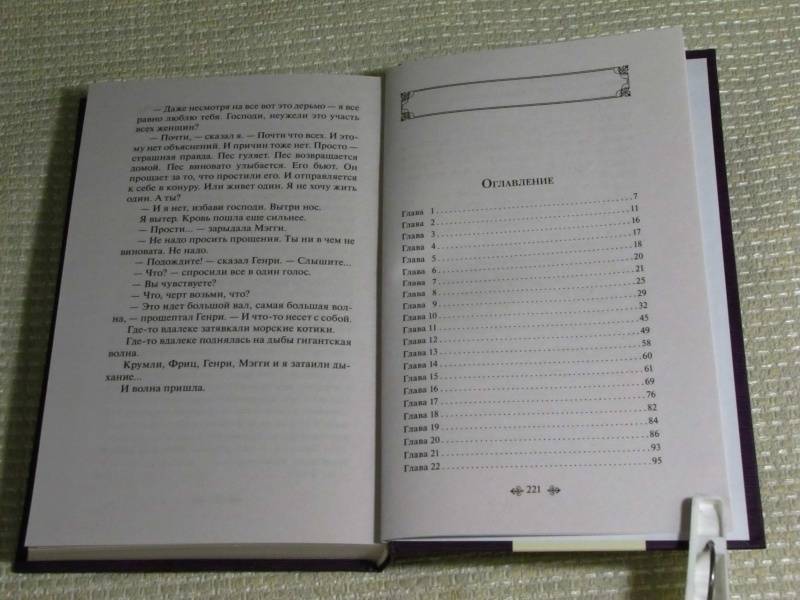 — Даже несмотря на все вот это дерьмо — я все
равно люблю тебя. Господи, неужели это участь
всех женщин?
— Почти, — сказал я. — Почти что всех. И это-
му нет объяснений. И причин тоже нет. Просто —
страшная правда. Пес гуляет. Пес возвращается
домой. Пес виновато улыбается. Его бьют. Он
прощает за то, что простили его. И отправляется
к себе в конуру. Или живет один. Я не хочу жить
один. А ты?
— И я нет, избави господи. Вытри нос.
Я вытер. Кровь пошла еще сильнее.
— Прости... — зарыдала Мэгги.
— Не надо просить прощения. Ты ни в чем не
виновата. Не надо.
— Подождите! — сказал Генри. — Слышите...
— Что? — спросили все в один голос.
— Вы чувствуете?
— Что, черт возьми, что?
— Это идет большой вал, самая большая вол-
на, — прошептал Генри. — И что-то несет с собой.
Где-то вдалеке затявкали морские котики.
Где-то вдалеке поднялась на дыбы гигантская
волна.
Крумли, Фриц, Генри, Мэгги и я затаили ды-
хание...
И волна пришла.
Оглавление
Глава 1 7
Глава 2 11
Глава 3 16
Глава 4 17
Глава 5 18
Глава 6 20
Глава 7 21
Глава 8 25
Глава 9 29
Глава 10 32
Глава 11 45
Глава 12 49
Глава 13 58
Глава 14 60
Глава 15 61
Глава 16 69
Глава 17 76
Глава 18 82
Глава 19 84
Глава 20 86
Глава 21 93
Глава 22 95
221